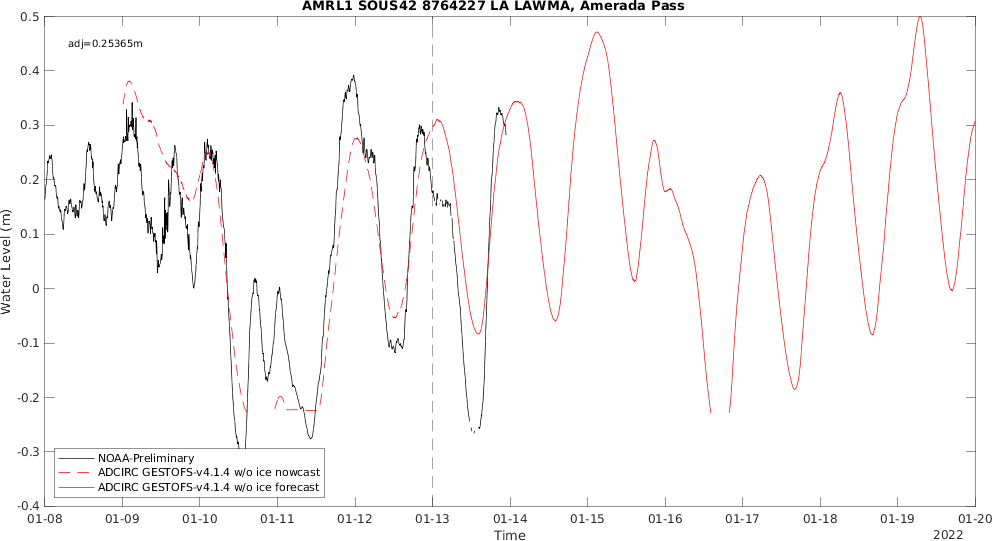 AMRL1 SOUS42 8764227 LA LAWMA, Amerada Pass
adj=0.25365m
Water Level (m)
0.5
0.4
0.3
0.2
0.1
0
-0.1
-0.2
-0.3
-0.4
NOAA-Preliminary
ADCIRC GESTOFS-v4.1.4 w/o ice nowcast
ADCIRC GESTOFS-v4.1.4 w/o ice forecast
01-08 01-09 01-10 01-11 01-12 01-13 01-14 01-15 01-16 01-17 01-18 01-19 01-20
Time
2022